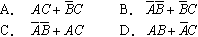 A. AC+B̅C B. A̅B̅+B̅C
C. A̅B̅+AC D. AB+A̅C